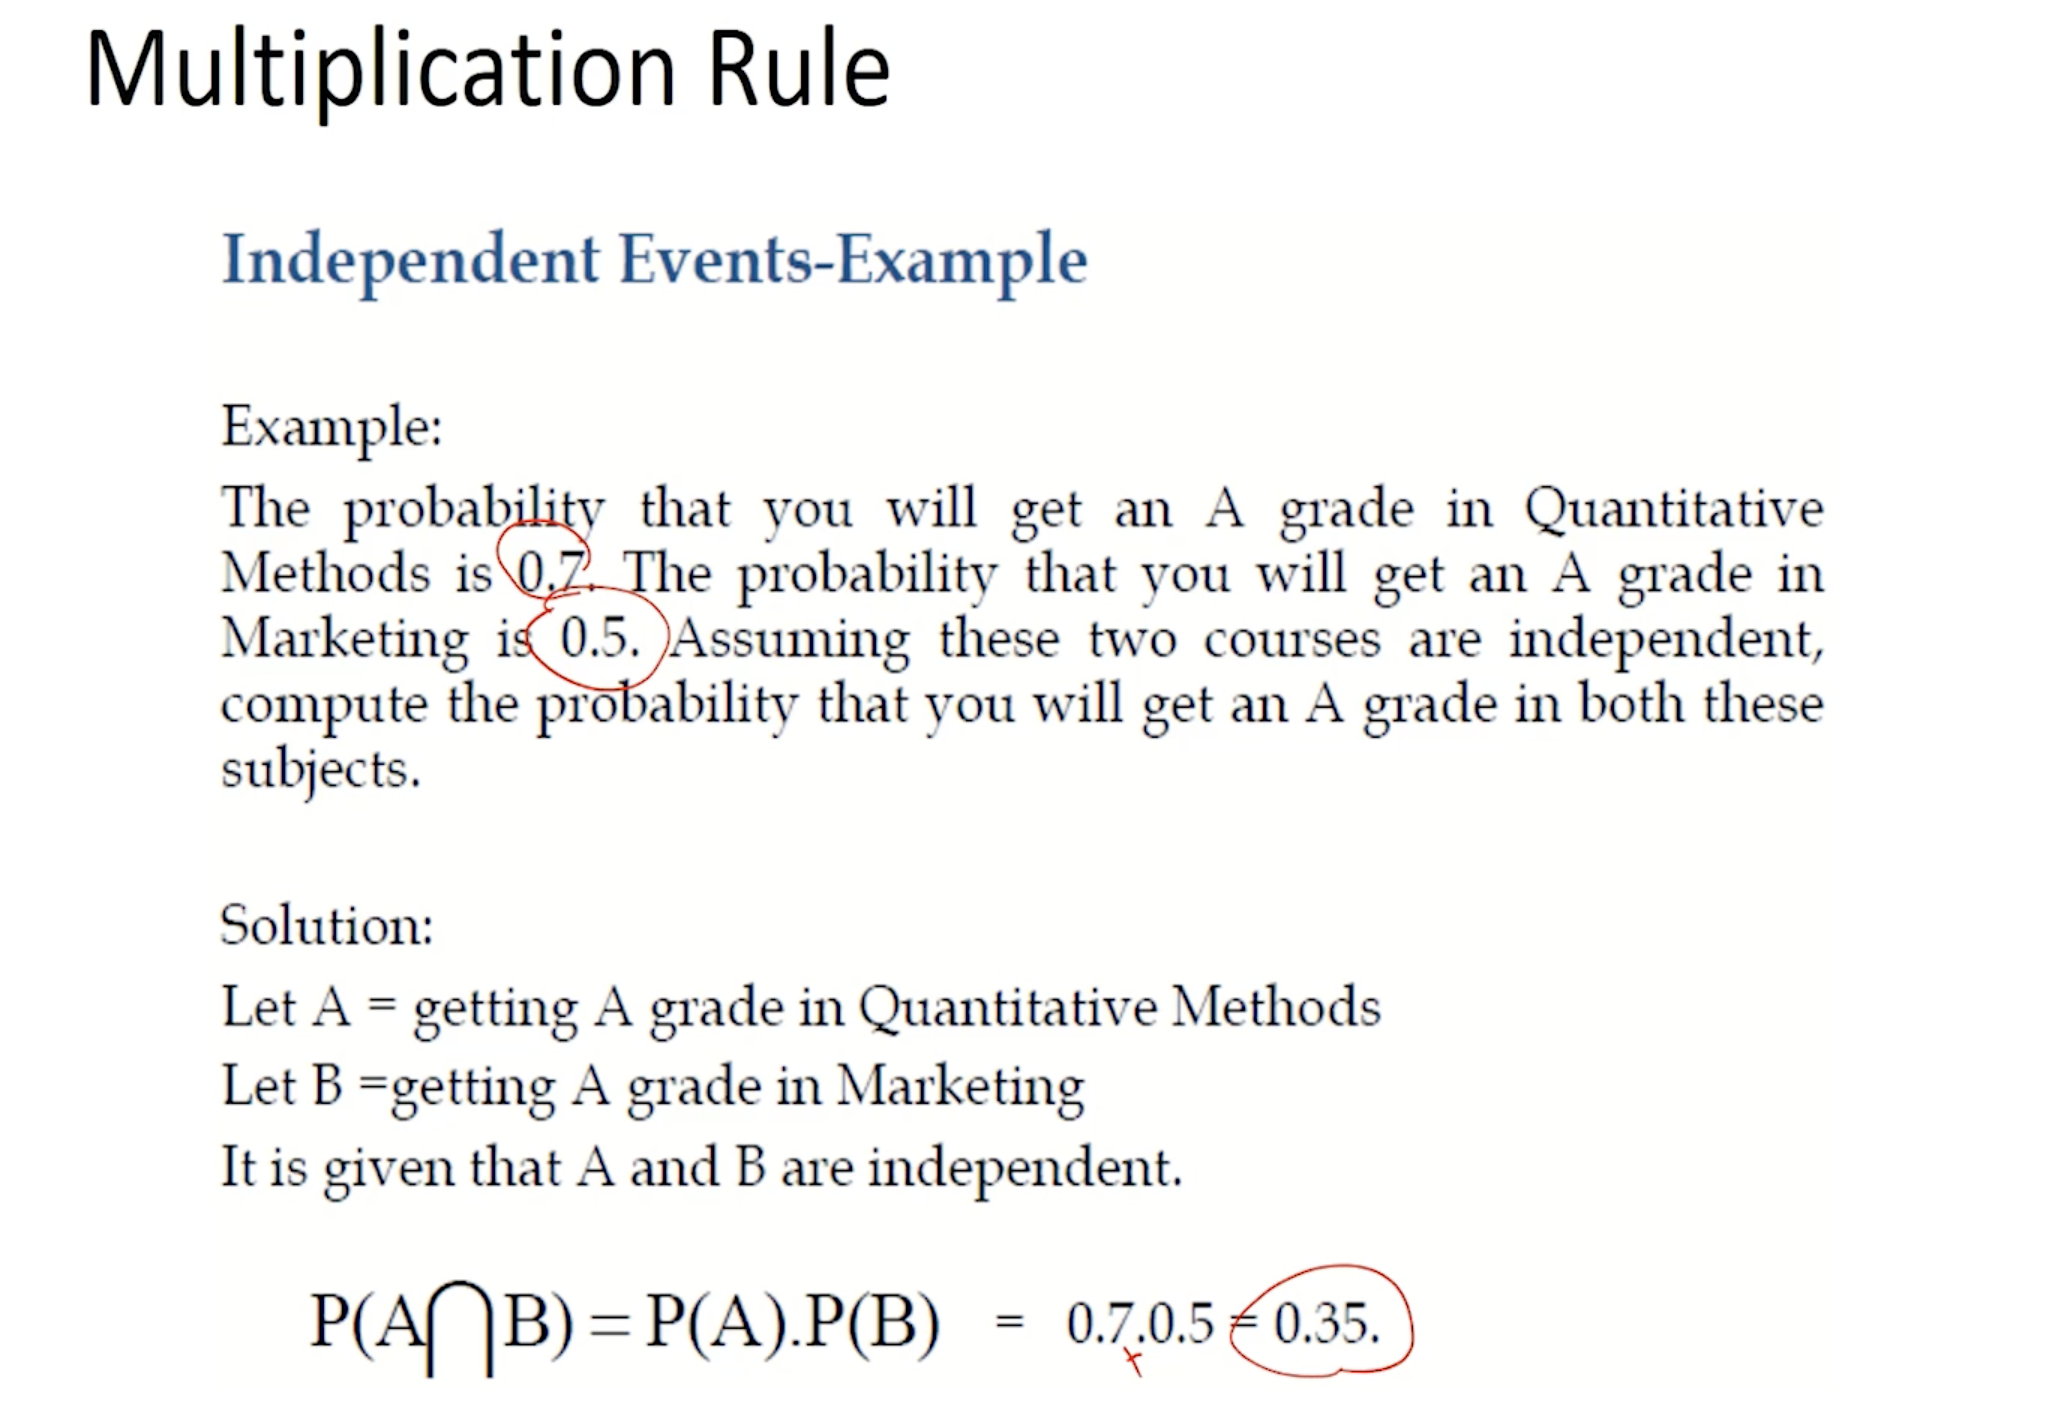 Multiplication Rule
Independent Events-Example
Example:
The probability that you will get an A grade in Quantitative
Methods is 0.7. The probability that you will get an A grade in
Marketing is 0.5. Assuming these two courses are independent,
compute the probability that you will get an A grade in both these
subjects.
Solution:
Let A = getting A grade in Quantitative Methods
Let B =getting A grade in Marketing
It is given that A and B are independent.
P(A⋂B) = P(A).P(B) = 0.7.0.5 = 0.35.
x